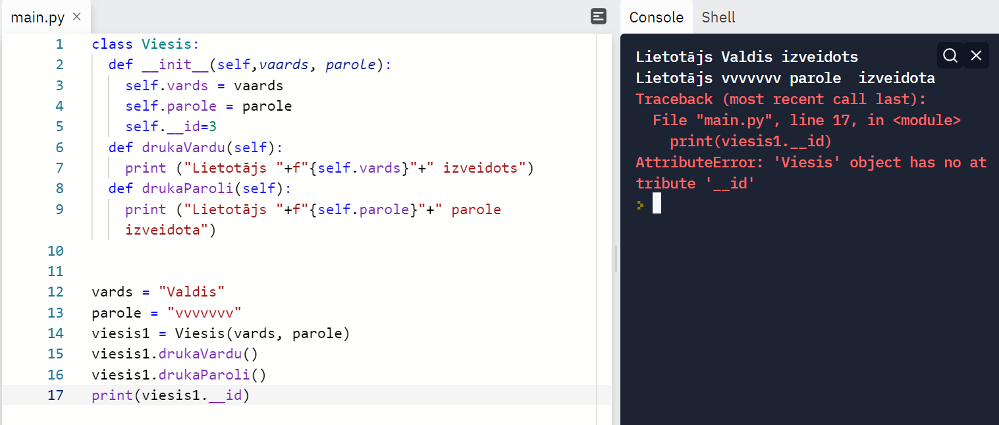 main.py
1 class Viesis:
2 def __init__(self,vaards, parole):
3 self.vards = vaards
4 self.parole = parole
5 self.__id=3
6 def drukaVardu(self):
7 print ("Lietotājs "+f"{self.vards}"+" izveidots")
8 def drukaParoli(self):
9 print ("Lietotājs "+f"{self.parole}"+" parole
izveidota")
10
11
12 vards = "Valdis"
13 parole = "vvvvvvv"
14 viesis1 = Viesis(vards, parole)
15 viesis1.drukaVardu()
16 viesis1.drukaParoli()
17 print(viesis1.__id)
Console Shell
Lietotājs Valdis izveidots
Lietotājs vvvvvvv parole  izveidota
Traceback (most recent call last):
File "main.py", line 17, in <module>
print(viesis1.__id)
AttributeError: 'Viesis' object has no at
tribute '__id'